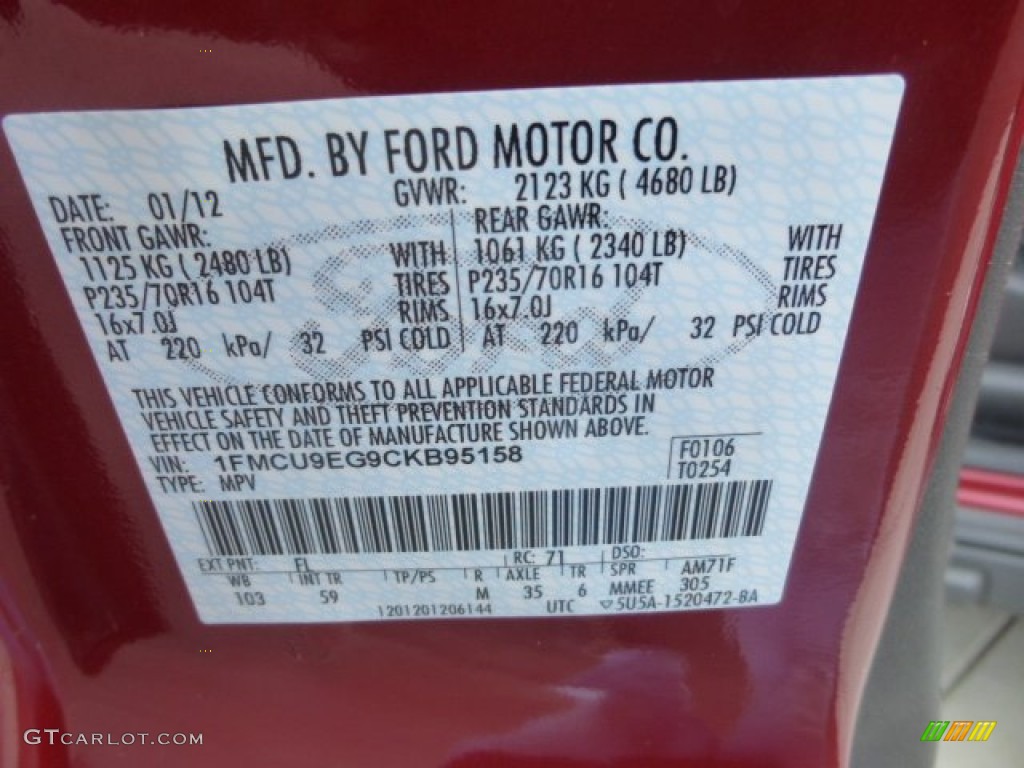 MFD. BY FORD MOTOR CO.
DATE: 01/12 GVWR: 2123 KG ( 4680 LB)
FRONT GAWR: REAR GAWR:
1125 KG ( 2480 LB) WITH 1061 KG ( 2340 LB) WITH
P235/70R16 104T TIRES P235/70R16 104T TIRES
16x7.0J RIMS 16x7.0J RIMS
AT 220 kPa/ 32 PSI COLD AT 220 kPa/ 32 PSI COLD
Ford
THIS VEHICLE CONFORMS TO ALL APPLICABLE FEDERAL MOTOR
VEHICLE SAFETY AND THEFT PREVENTION STANDARDS IN
EFFECT ON THE DATE OF MANUFACTURE SHOWN ABOVE.
VIN: 1FMCU9EG9CKB95158 F0106
TYPE: MPV T0254
EXT PNT: FL RC: 71 DSO:
WB INT TR TP/PS R AXLE TR SPR AM71F
103 59 M 35 6 MMEE 305
1201201206144 UTC ▽5U5A-1520472-BA
GTCARLOT.COM